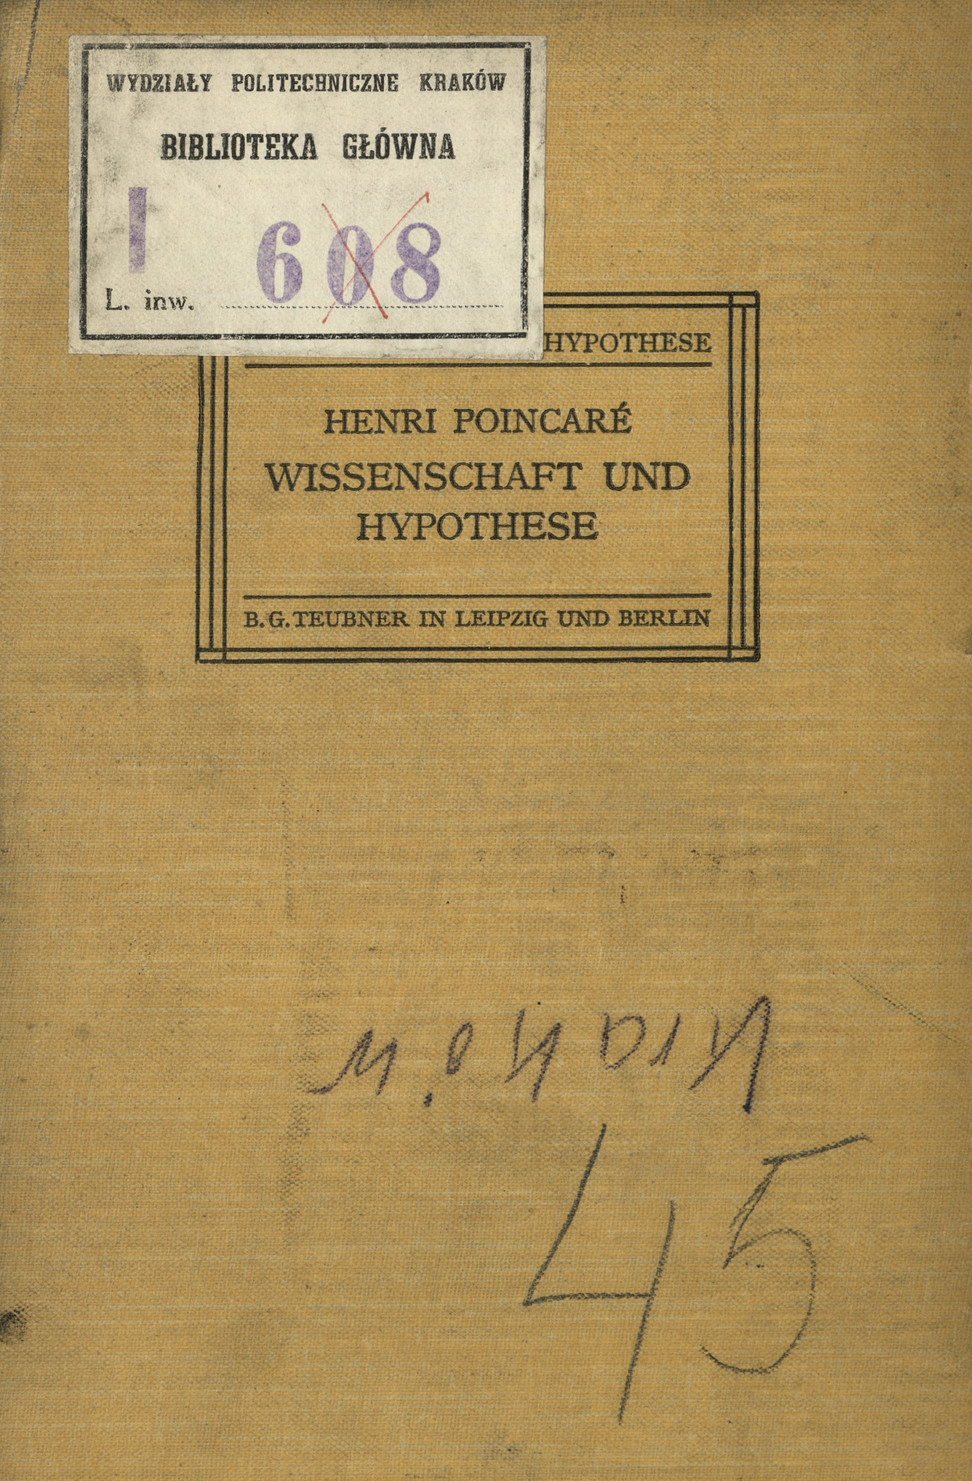 WYDZIAŁY POLITECHNICZNE KRAKÓW
BIBLIOTEKA GŁÓWNA
I
608
L. inw.
HYPOTHESE
HENRI POINCARÉ
WISSENSCHAFT UND
HYPOTHESE
B. G. TEUBNER IN LEIPZIG UND BERLIN
45